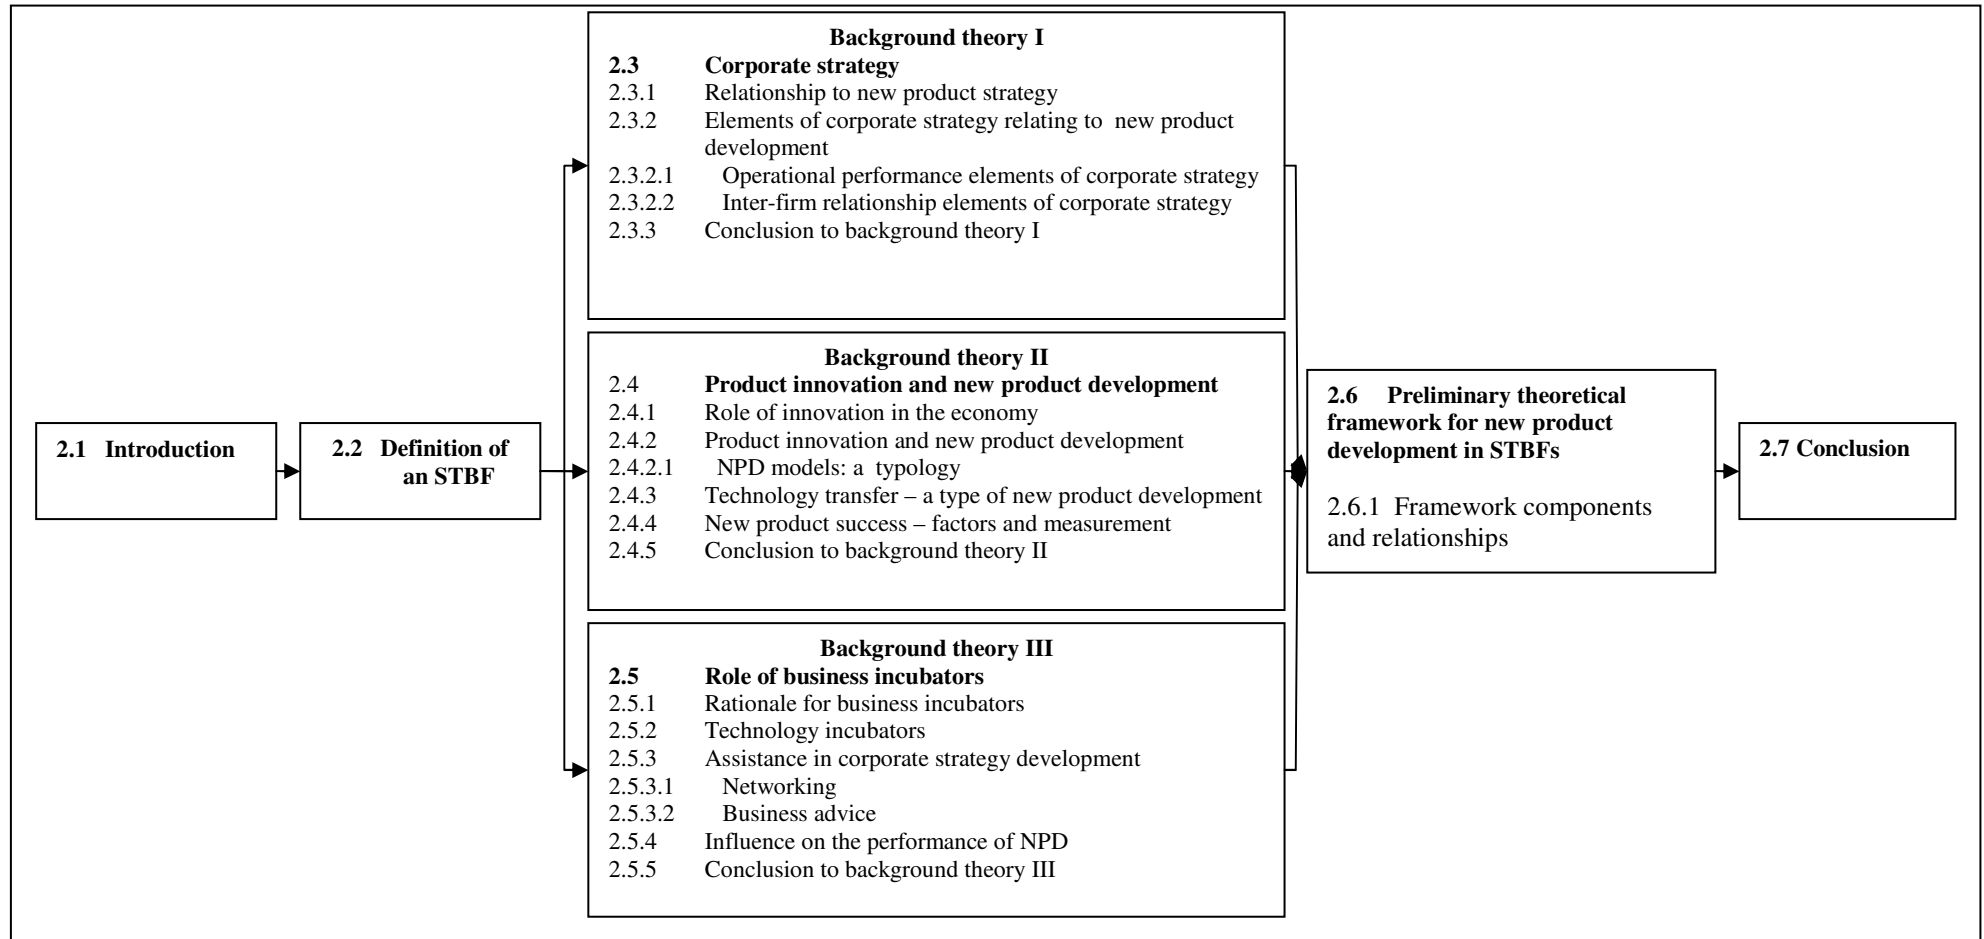 2.1 Introduction
2.2 Definition of
an STBF
Background theory I
2.3 Corporate strategy
2.3.1 Relationship to new product strategy
2.3.2 Elements of corporate strategy relating to new product
development
2.3.2.1 Operational performance elements of corporate strategy
2.3.2.2 Inter-firm relationship elements of corporate strategy
2.3.3 Conclusion to background theory I
Background theory II
2.4 Product innovation and new product development
2.4.1 Role of innovation in the economy
2.4.2 Product innovation and new product development
2.4.2.1 NPD models: a typology
2.4.3 Technology transfer – a type of new product development
2.4.4 New product success – factors and measurement
2.4.5 Conclusion to background theory II
Background theory III
2.5 Role of business incubators
2.5.1 Rationale for business incubators
2.5.2 Technology incubators
2.5.3 Assistance in corporate strategy development
2.5.3.1 Networking
2.5.3.2 Business advice
2.5.4 Influence on the performance of NPD
2.5.5 Conclusion to background theory III
2.6 Preliminary theoretical
framework for new product
development in STBFs
2.6.1 Framework components
and relationships
2.7 Conclusion